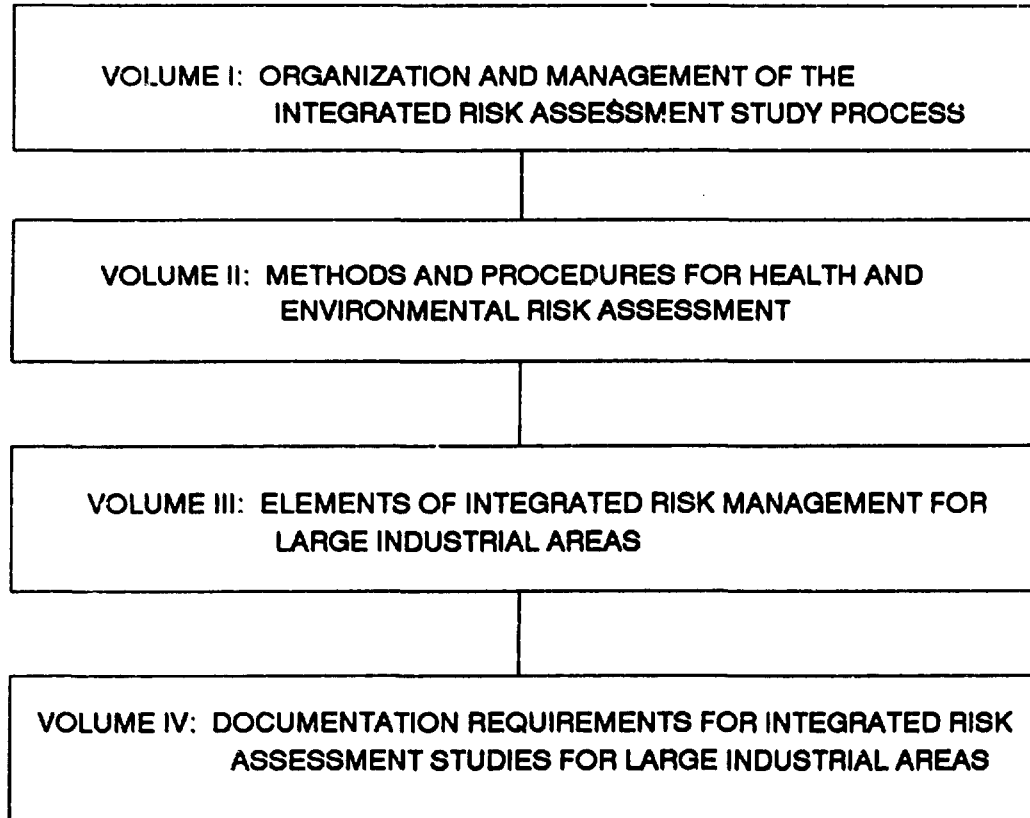 VOLUME I: ORGANIZATION AND MANAGEMENT OF THE
INTEGRATED RISK ASSESSMENT STUDY PROCESS
VOLUME II: METHODS AND PROCEDURES FOR HEALTH AND
ENVIRONMENTAL RISK ASSESSMENT
VOLUME III: ELEMENTS OF INTEGRATED RISK MANAGEMENT FOR
LARGE INDUSTRIAL AREAS
VOLUME IV: DOCUMENTATION REQUIREMENTS FOR INTEGRATED RISK
ASSESSMENT STUDIES FOR LARGE INDUSTRIAL AREAS